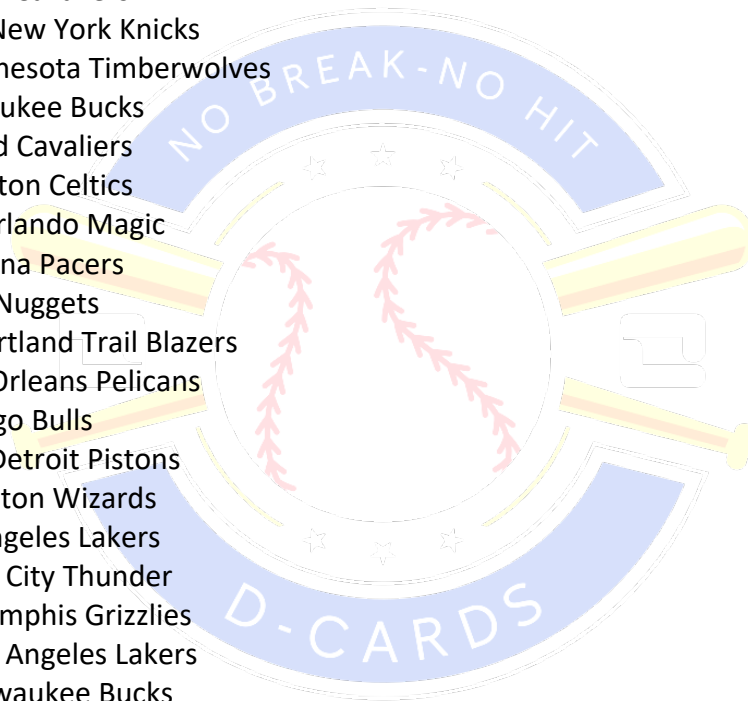 New York Knicks
nesota Timberwolves
ukee Bucks
d Cavaliers
ton Celtics
rlando Magic
na Pacers
Nuggets
rtland Trail Blazers
Orleans Pelicans
go Bulls
Detroit Pistons
ton Wizards
ngeles Lakers
City Thunder
mphis Grizzlies
Angeles Lakers
waukee Bucks
NO BREAK-NO HIT
D-CARDS